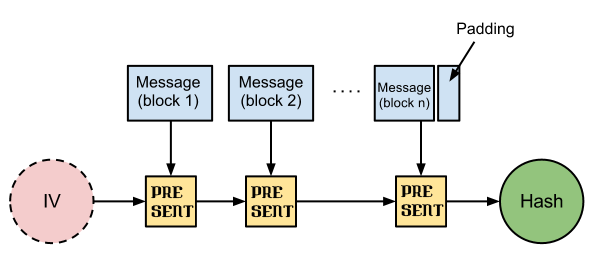 Padding
Message
(block 1)
Message
(block 2)
....
Message
(block n)
IV
PRE
SENT
PRE
SENT
PRE
SENT
Hash